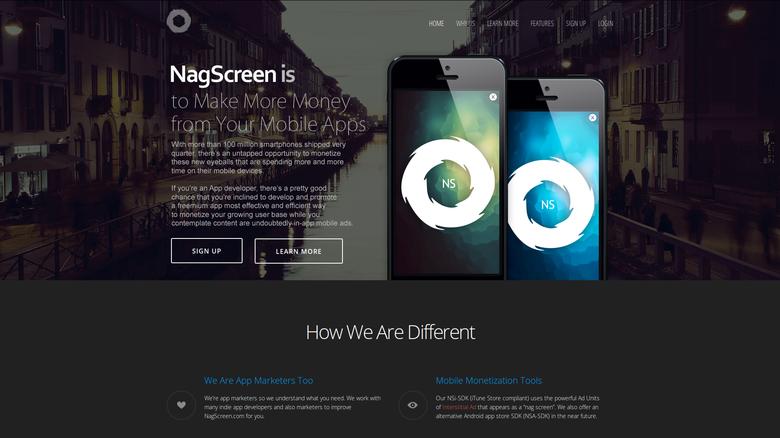 HOME WHY US LEARN MORE FEATURES SIGN UP LOGIN
NagScreen is
to Make More Money
from Your Mobile Apps
With more than 100 million smartphones shipped very
quarter, there's an untapped opportunity to monetize
these new eyeballs that are spending more and more
time on their mobile devices.
If you're an App developer, there's a pretty good
chance that you're inclined to develop and promote
a freemium app most effective and efficient way
to monetize your growing user base while you
contemplate content are undoubtedly-in-app mobile ads.
SIGN UP
LEARN MORE
X
NS
X
NS
How We Are Different
We Are App Marketers Too
We're app marketers so we understand what you need. We work with
many indie app developers and also marketers to improve
NagScreen.com for you.
Mobile Monetization Tools
Our NSi-SDK (iTune Store compliant) uses the powerful Ad Units
of Interstitial Ad that appears as a "nag screen". We also offer an
alternative Android app store SDK (NSA-SDK) in the near future.